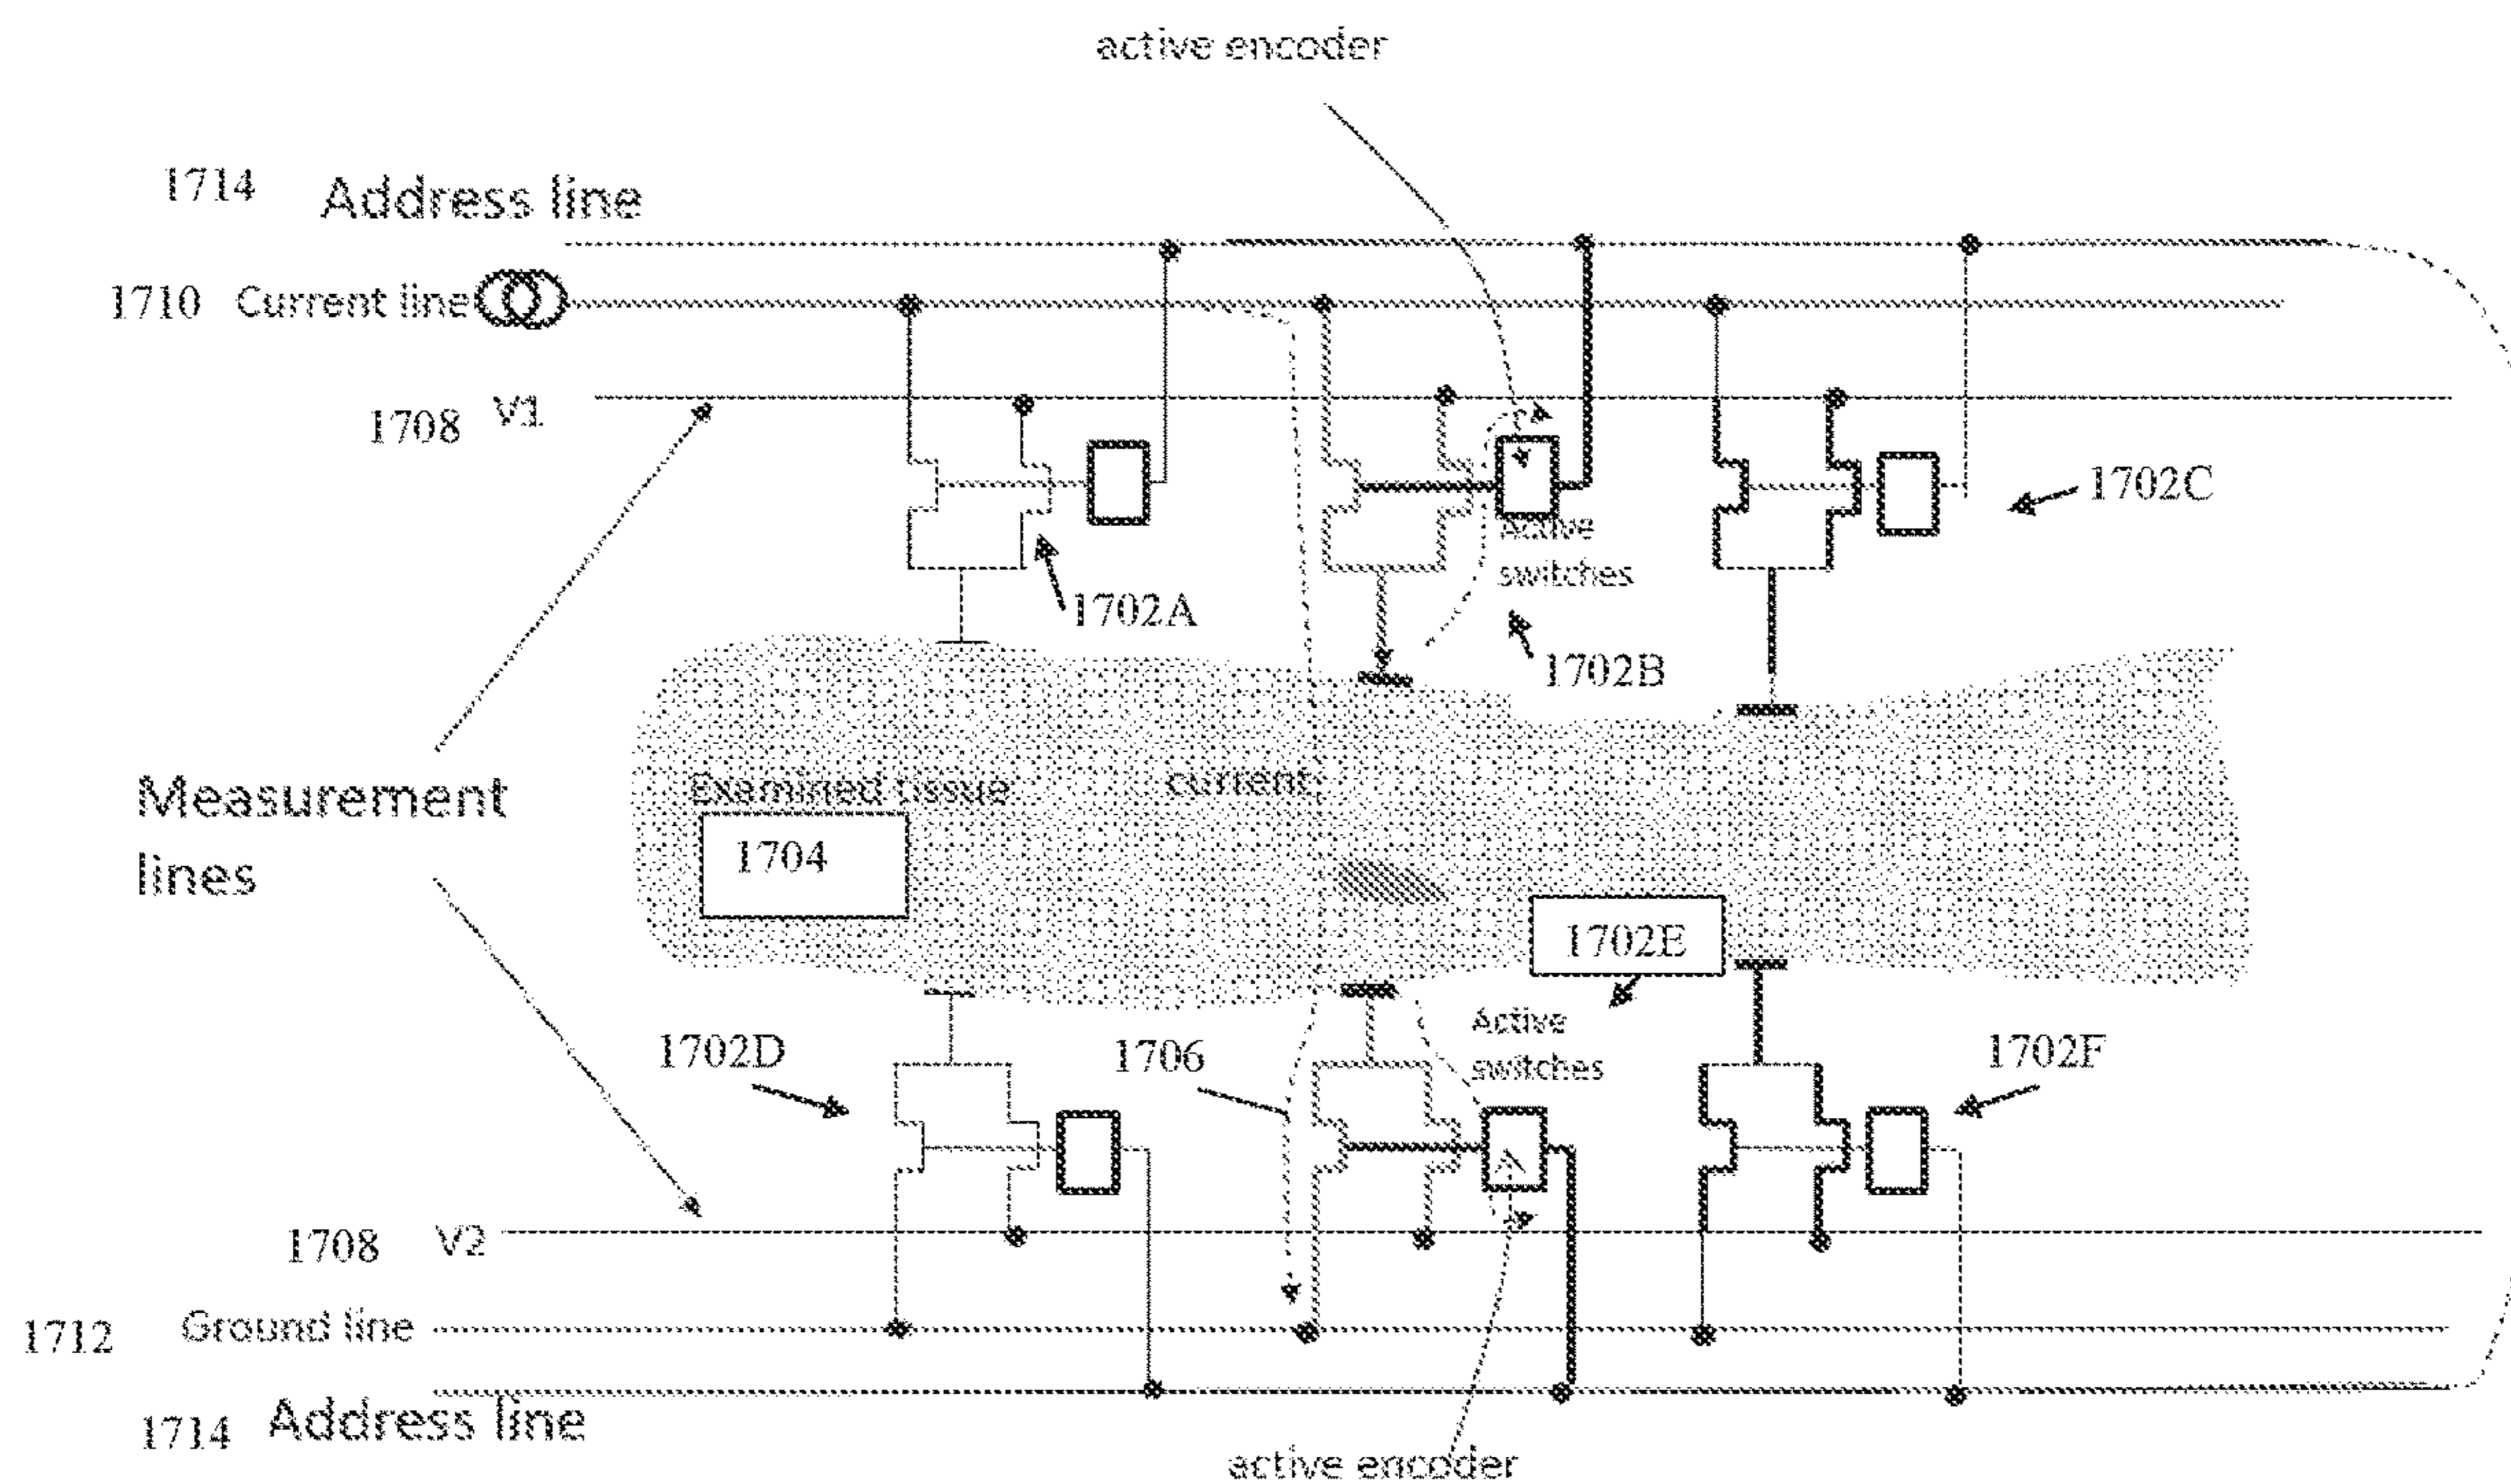 active encoder
1714 Address line
1710 Current line
1708 V1
1702C
Active
switches
1702A
1702B
Measurement
lines
Examined tissue
current
1704
1702E
Active
switches
1702D
1706
1702F
1708 V2
1712 Ground line
1714 Address line
active encoder